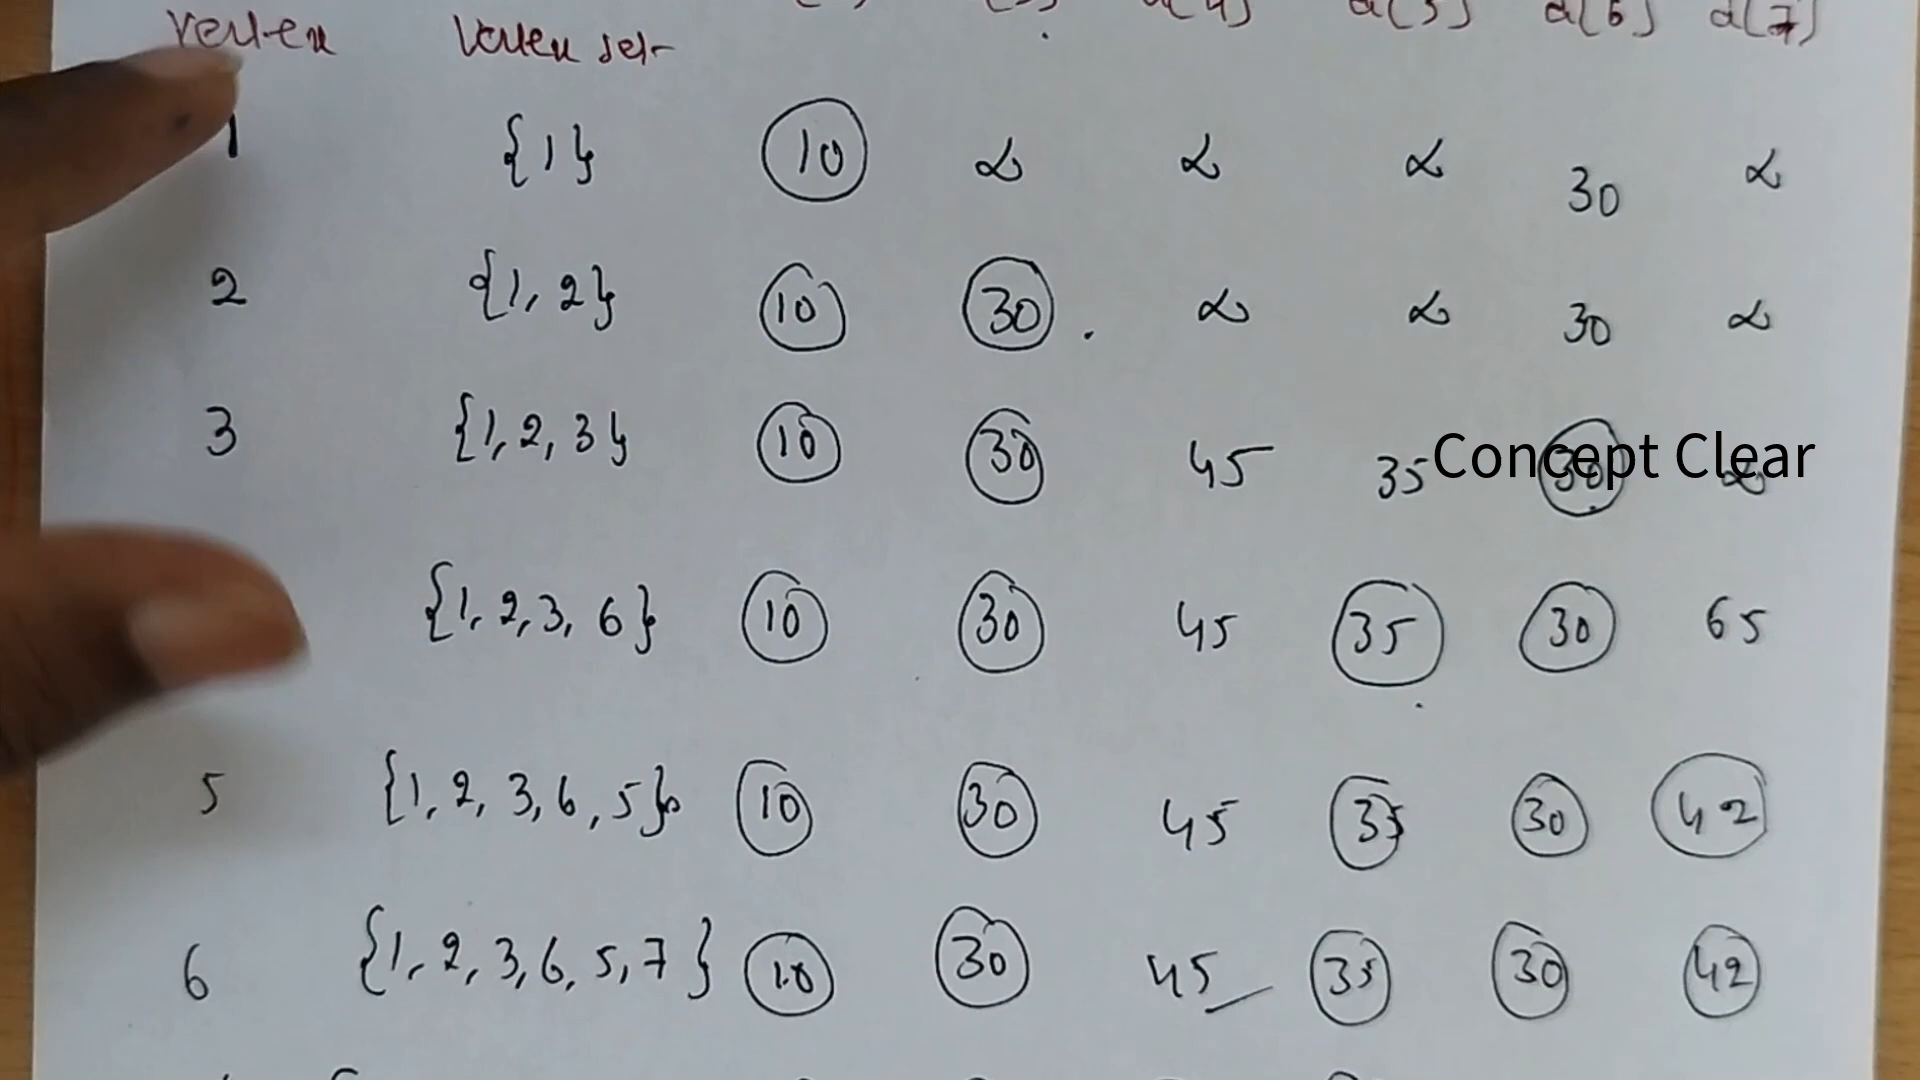 d(4) d(5) d(6) d(7)
Vertex Vertex set
1 {1} 10 ∝ ∝ ∝ 30 ∝
2 {1, 2} 10 30 ∝ ∝ 30 ∝
3 {1, 2, 3} 10 30 45 35 30 ∝
Concept Clear
{1, 2, 3, 6} 10 30 45 35 30 65
5 {1, 2, 3, 6, 5} 10 30 45 35 30 42
6 {1, 2, 3, 6, 5, 7} 10 30 45 35 30 42